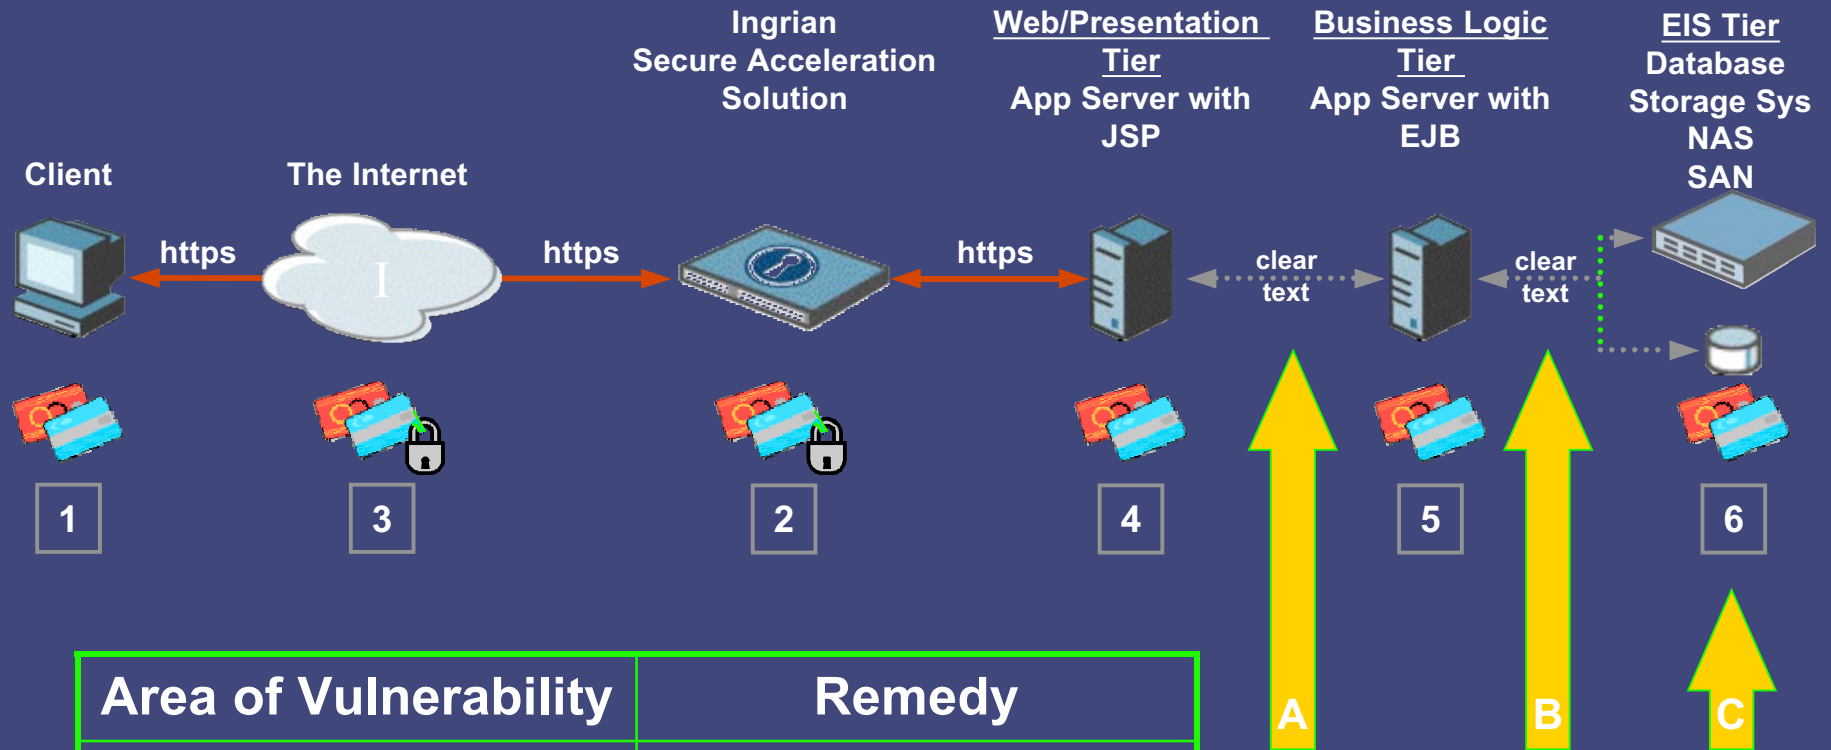 Ingrian
Secure Acceleration
Solution
Web/Presentation
Tier
App Server with
JSP
Business Logic
Tier
App Server with
EJB
EIS Tier
Database
Storage Sys
NAS
SAN
Client
The Internet
https
I
https
https
clear
text
clear
text
1
3
2
4
5
6
Area of Vulnerability
Remedy
A
B
C